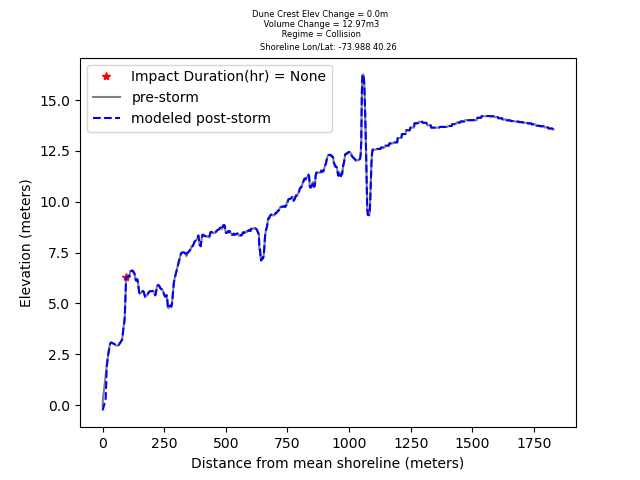 Dune Crest Elev Change = 0.0m
Volume Change = 12.97m3
Regime = Collision
Shoreline Lon/Lat: -73.988 40.26
Impact Duration(hr) = None
pre-storm
modeled post-storm
15.0
12.5
10.0
7.5
5.0
2.5
0.0
Elevation (meters)
0 250 500 750 1000 1250 1500 1750
Distance from mean shoreline (meters)